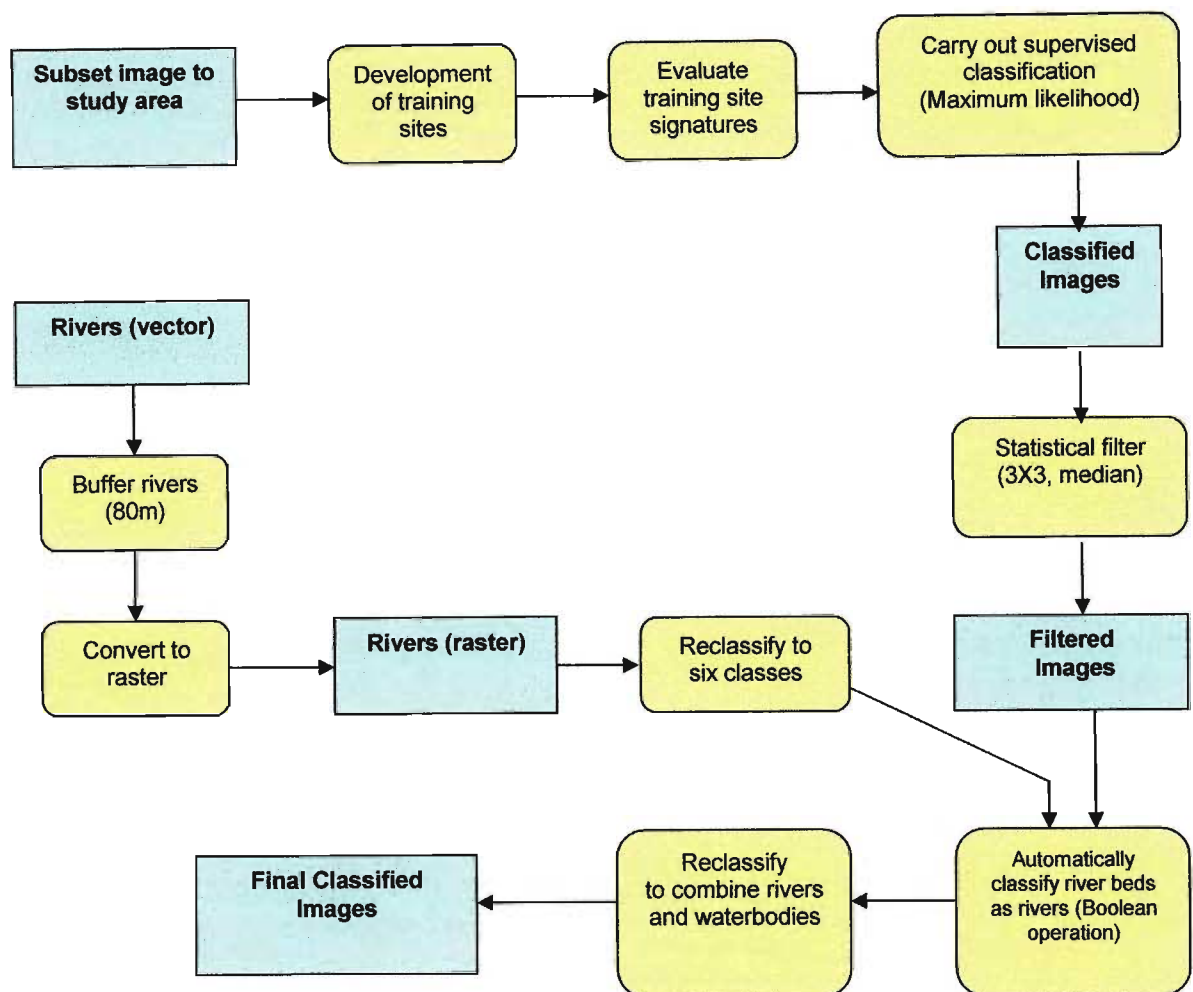 Subset image to
study area
Development
of training
sites
Evaluate
training site
signatures
Carry out supervised
classification
(Maximum likelihood)
Classified
Images
Rivers (vector)
Buffer rivers
(80m)
Statistical filter
(3X3, median)
Convert to
raster
Rivers (raster)
Reclassify to
six classes
Filtered
Images
Final Classified
Images
Reclassify
to combine rivers
and waterbodies
Automatically
classify river beds
as rivers (Boolean
operation)